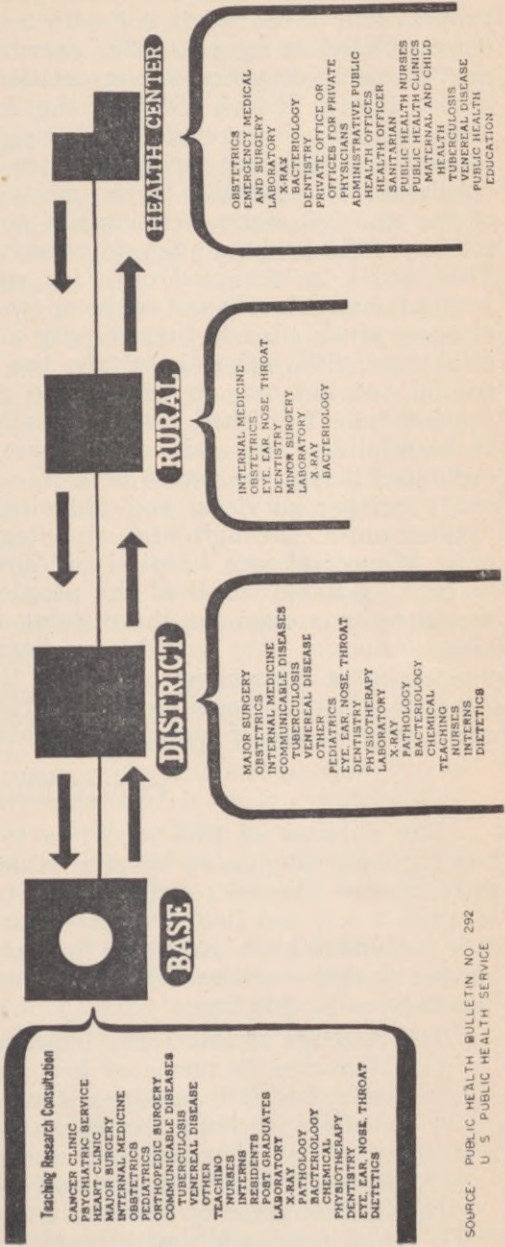 Teaching Research Consultation
CANCER CLINIC
PSYCHIATRIC SERVICE
HEART CLINIC
MAJOR SURGERY
INTERNAL MEDICINE
OBSTETRICS
PEDIATRICS
ORTHOPEDIC SURGERY
COMMUNICABLE DISEASES
TUBERCULOSIS
VENEREAL DISEASE
OTHER
TEACHING
NURSES
INTERNS
RESIDENTS
POST GRADUATES
LABORATORY
X-RAY
PATHOLOGY
BACTERIOLOGY
CHEMICAL
PHYSIOTHERAPY
DENTISTRY
EYE, EAR, NOSE, THROAT
DIETETICS
BASE
DISTRICT
MAJOR SURGERY
OBSTETRICS
INTERNAL MEDICINE
COMMUNICABLE DISEASES
TUBERCULOSIS
VENEREAL DISEASE
OTHER
PEDIATRICS
EYE, EAR, NOSE, THROAT
DENTISTRY
PHYSIOTHERAPY
LABORATORY
X-RAY
PATHOLOGY
BACTERIOLOGY
CHEMICAL
TEACHING
NURSES
INTERNS
DIETETICS
RURAL
INTERNAL MEDICINE
OBSTETRICS
EYE, EAR, NOSE, THROAT
DENTISTRY
MINOR SURGERY
LABORATORY
X-RAY
BACTERIOLOGY
HEALTH CENTER
OBSTETRICS
EMERGENCY MEDICAL
AND SURGERY
LABORATORY
X-RAY
BACTERIOLOGY
DENTISTRY
PRIVATE OFFICE OR
OFFICES FOR PRIVATE
PHYSICIANS
ADMINISTRATIVE PUBLIC
HEALTH OFFICES
HEALTH OFFICER
SANITARIAN
PUBLIC HEALTH NURSES
PUBLIC HEALTH CLINICS
MATERNAL AND CHILD
HEALTH
TUBERCULOSIS
VENEREAL DISEASE
PUBLIC HEALTH
EDUCATION
SOURCE- PUBLIC HEALTH BULLETIN NO 292
U S PUBLIC HEALTH SERVICE